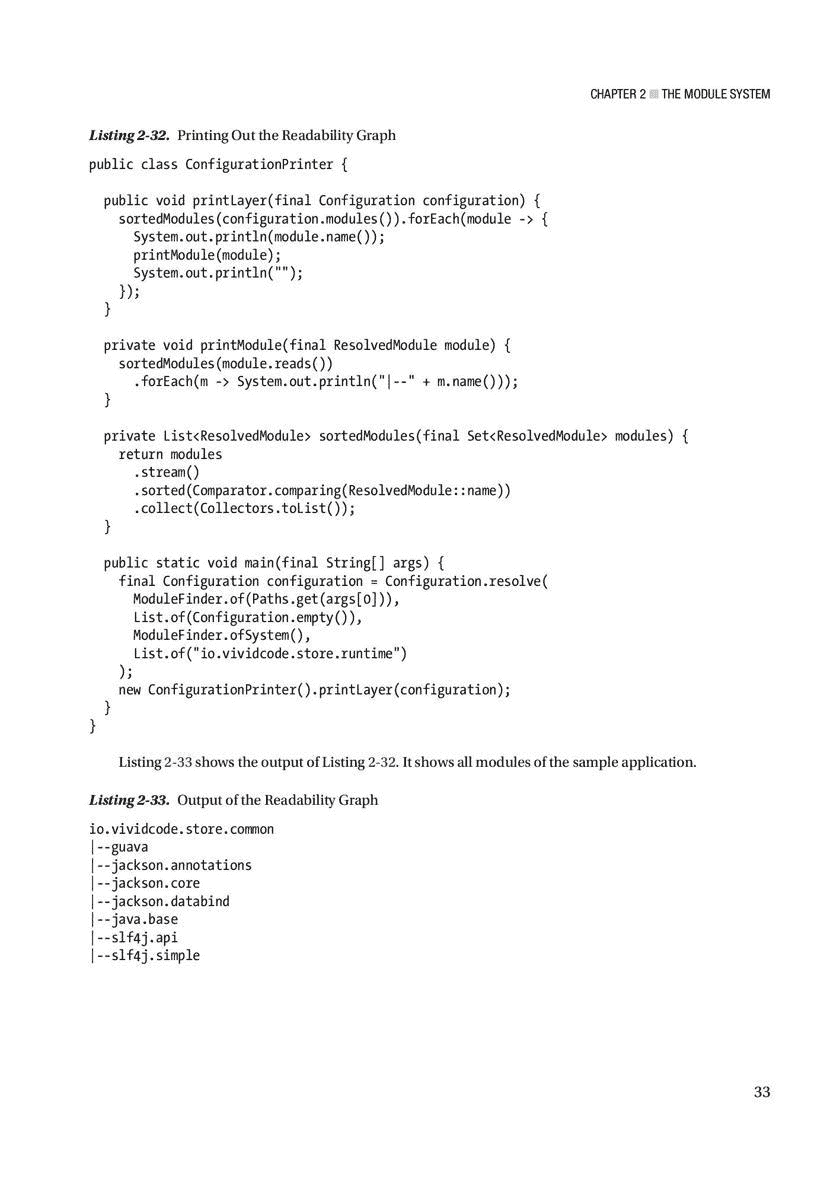 CHAPTER 2 ■ THE MODULE SYSTEM
Listing 2-32. Printing Out the Readability Graph
public class ConfigurationPrinter {
  public void printLayer(final Configuration configuration) {
    sortedModules(configuration.modules()).forEach(module -> {
      System.out.println(module.name());
      printModule(module);
      System.out.println("");
    });
  }
  private void printModule(final ResolvedModule module) {
    sortedModules(module.reads())
      .forEach(m -> System.out.println("|--" + m.name()));
  }
  private List<ResolvedModule> sortedModules(final Set<ResolvedModule> modules) {
    return modules
      .stream()
      .sorted(Comparator.comparing(ResolvedModule::name))
      .collect(Collectors.toList());
  }
  public static void main(final String[] args) {
    final Configuration configuration = Configuration.resolve(
      ModuleFinder.of(Paths.get(args[0])),
      List.of(Configuration.empty()),
      ModuleFinder.ofSystem(),
      List.of("io.vividcode.store.runtime")
    );
    new ConfigurationPrinter().printLayer(configuration);
  }
}
Listing 2-33 shows the output of Listing 2-32. It shows all modules of the sample application.
Listing 2-33. Output of the Readability Graph
io.vividcode.store.common
|--guava
|--jackson.annotations
|--jackson.core
|--jackson.databind
|--java.base
|--slf4j.api
|--slf4j.simple
33